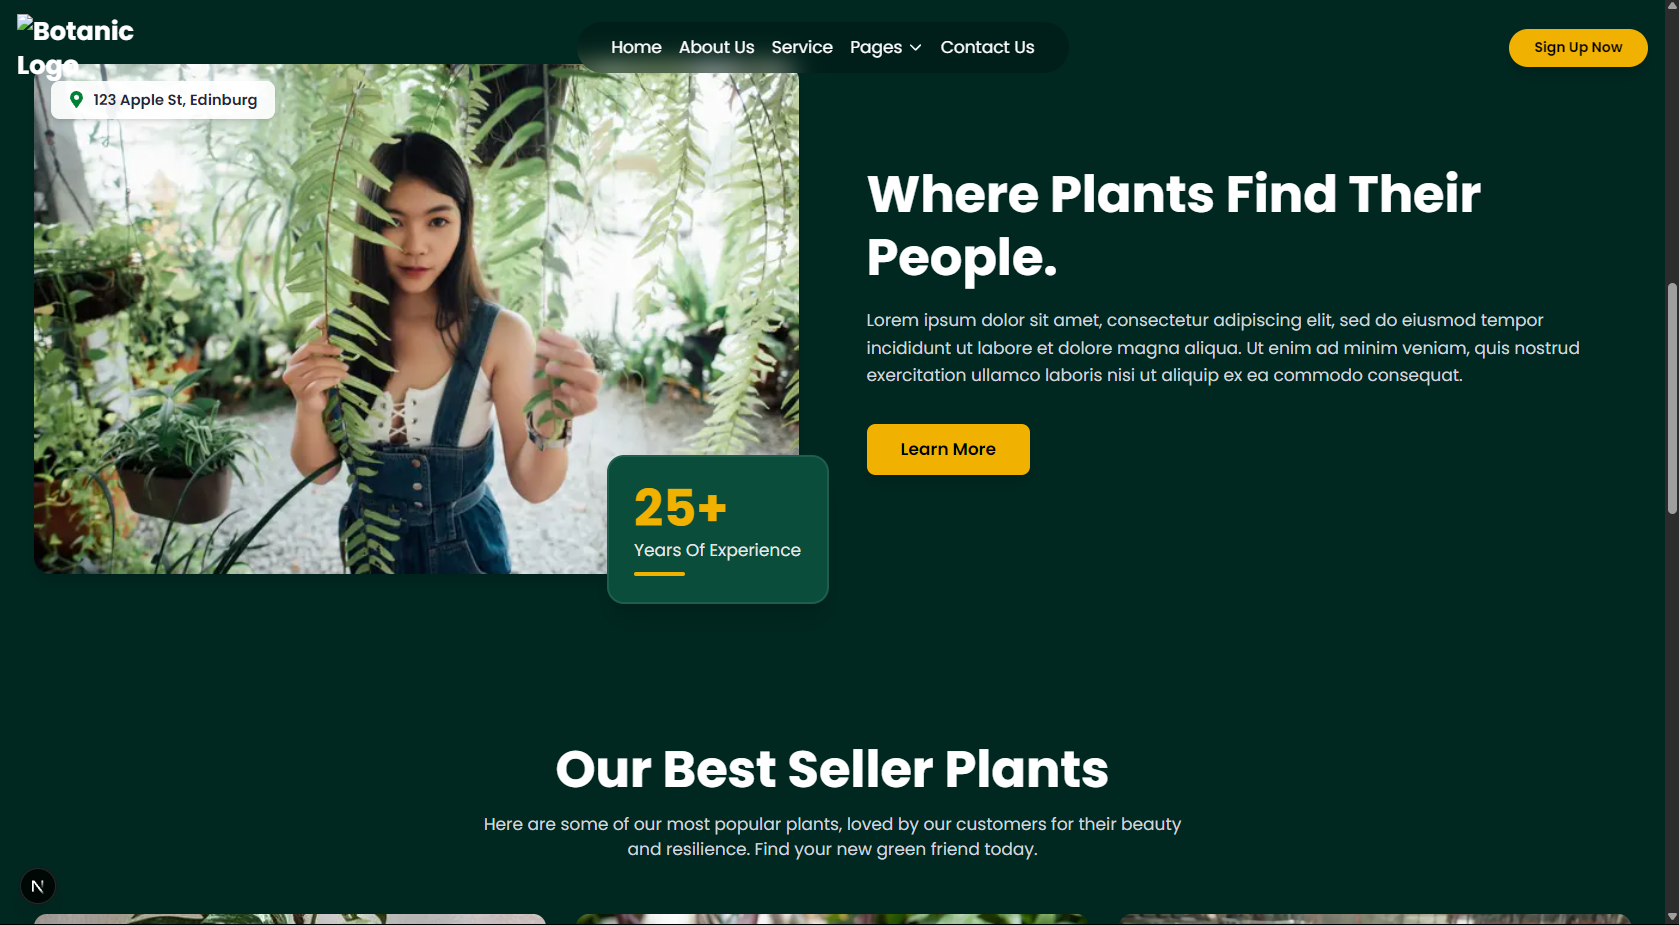 Botanic
Logo
Home About Us Service Pages Contact Us
Sign Up Now
123 Apple St, Edinburg
Where Plants Find Their
People.
Lorem ipsum dolor sit amet, consectetur adipiscing elit, sed do eiusmod tempor
incididunt ut labore et dolore magna aliqua. Ut enim ad minim veniam, quis nostrud
exercitation ullamco laboris nisi ut aliquip ex ea commodo consequat.
Learn More
25+
Years Of Experience
Our Best Seller Plants
Here are some of our most popular plants, loved by our customers for their beauty
and resilience. Find your new green friend today.
N